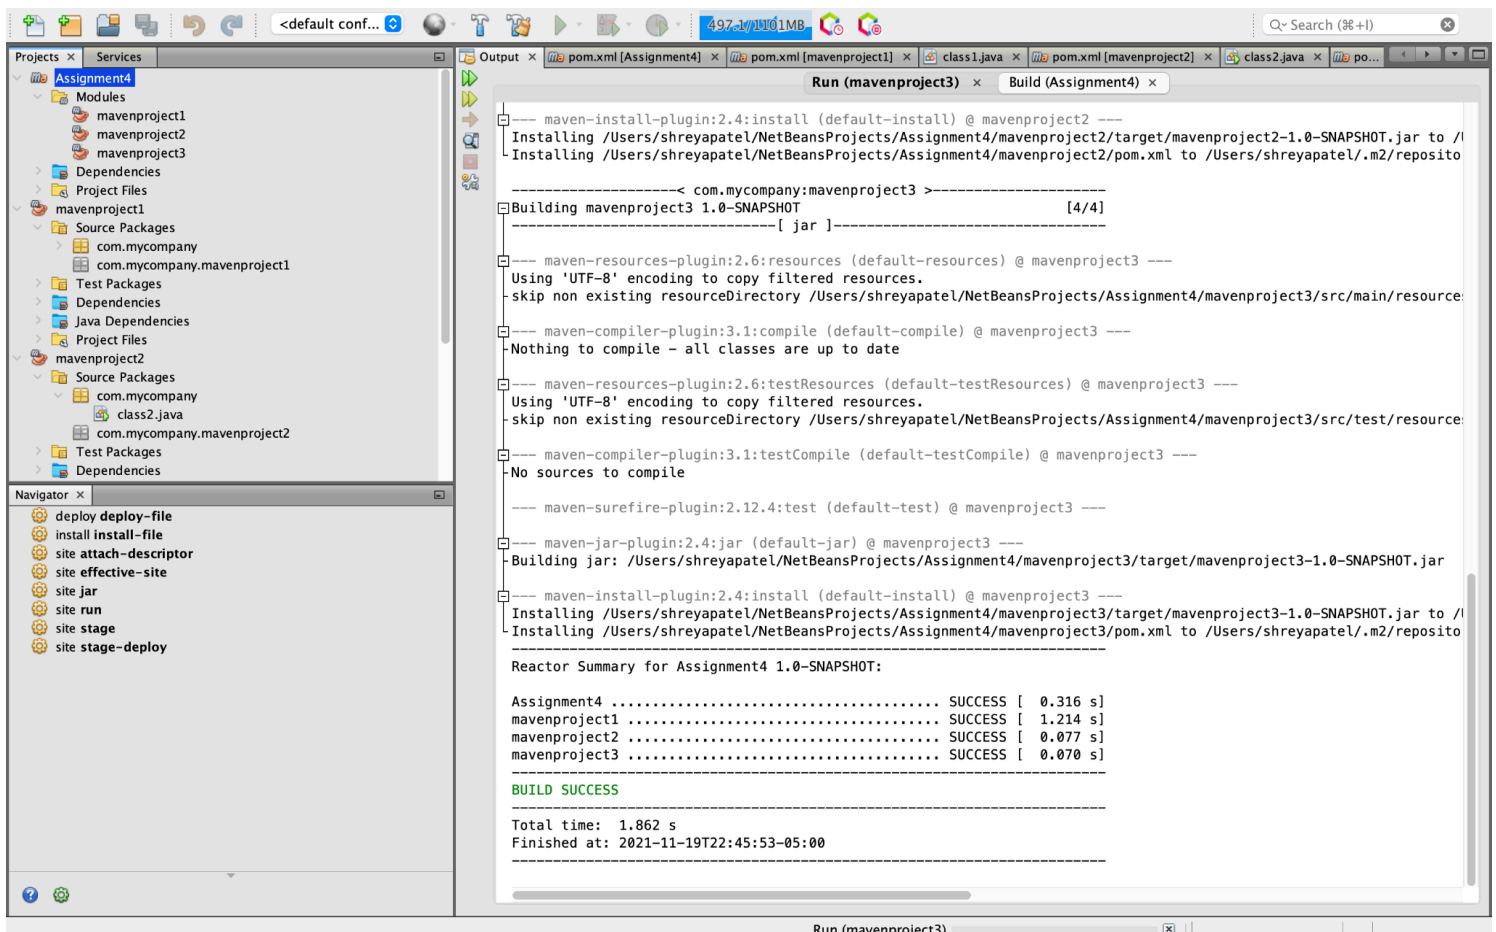 <default conf...
497.1/1101MB
Search (⌘+I)
Projects
Services
Assignment4
Modules
mavenproject1
mavenproject2
mavenproject3
Dependencies
Project Files
mavenproject1
Source Packages
com.mycompany
com.mycompany.mavenproject1
Test Packages
Dependencies
Java Dependencies
Project Files
mavenproject2
Source Packages
com.mycompany
class2.java
com.mycompany.mavenproject2
Test Packages
Dependencies
Navigator
deploy deploy-file
install install-file
site attach-descriptor
site effective-site
site jar
site run
site stage
site stage-deploy
Output
pom.xml [Assignment4]
pom.xml [mavenproject1]
class1.java
pom.xml [mavenproject2]
class2.java
po...
Run (mavenproject3)
Build (Assignment4)
--- maven-install-plugin:2.4:install (default-install) @ mavenproject2 ---
Installing /Users/shreyapatel/NetBeansProjects/Assignment4/mavenproject2/target/mavenproject2-1.0-SNAPSHOT.jar to /U
Installing /Users/shreyapatel/NetBeansProjects/Assignment4/mavenproject2/pom.xml to /Users/shreyapatel/.m2/reposito
--------------------< com.mycompany:mavenproject3 >---------------------
Building mavenproject3 1.0-SNAPSHOT [4/4]
--------------------------------[ jar ]---------------------------------
--- maven-resources-plugin:2.6:resources (default-resources) @ mavenproject3 ---
Using 'UTF-8' encoding to copy filtered resources.
skip non existing resourceDirectory /Users/shreyapatel/NetBeansProjects/Assignment4/mavenproject3/src/main/resources
--- maven-compiler-plugin:3.1:compile (default-compile) @ mavenproject3 ---
Nothing to compile - all classes are up to date
--- maven-resources-plugin:2.6:testResources (default-testResources) @ mavenproject3 ---
Using 'UTF-8' encoding to copy filtered resources.
skip non existing resourceDirectory /Users/shreyapatel/NetBeansProjects/Assignment4/mavenproject3/src/test/resources
--- maven-compiler-plugin:3.1:testCompile (default-testCompile) @ mavenproject3 ---
No sources to compile
--- maven-surefire-plugin:2.12.4:test (default-test) @ mavenproject3 ---
--- maven-jar-plugin:2.4:jar (default-jar) @ mavenproject3 ---
Building jar: /Users/shreyapatel/NetBeansProjects/Assignment4/mavenproject3/target/mavenproject3-1.0-SNAPSHOT.jar
--- maven-install-plugin:2.4:install (default-install) @ mavenproject3 ---
Installing /Users/shreyapatel/NetBeansProjects/Assignment4/mavenproject3/target/mavenproject3-1.0-SNAPSHOT.jar to /U
Installing /Users/shreyapatel/NetBeansProjects/Assignment4/mavenproject3/pom.xml to /Users/shreyapatel/.m2/reposito
------------------------------------------------------------------------
Reactor Summary for Assignment4 1.0-SNAPSHOT:
Assignment4 ........................................ SUCCESS [  0.316 s]
mavenproject1 ...................................... SUCCESS [  1.214 s]
mavenproject2 ...................................... SUCCESS [  0.077 s]
mavenproject3 ...................................... SUCCESS [  0.070 s]
------------------------------------------------------------------------
BUILD SUCCESS
------------------------------------------------------------------------
Total time:  1.862 s
Finished at: 2021-11-19T22:45:53-05:00
------------------------------------------------------------------------
Run (mavenproject3)